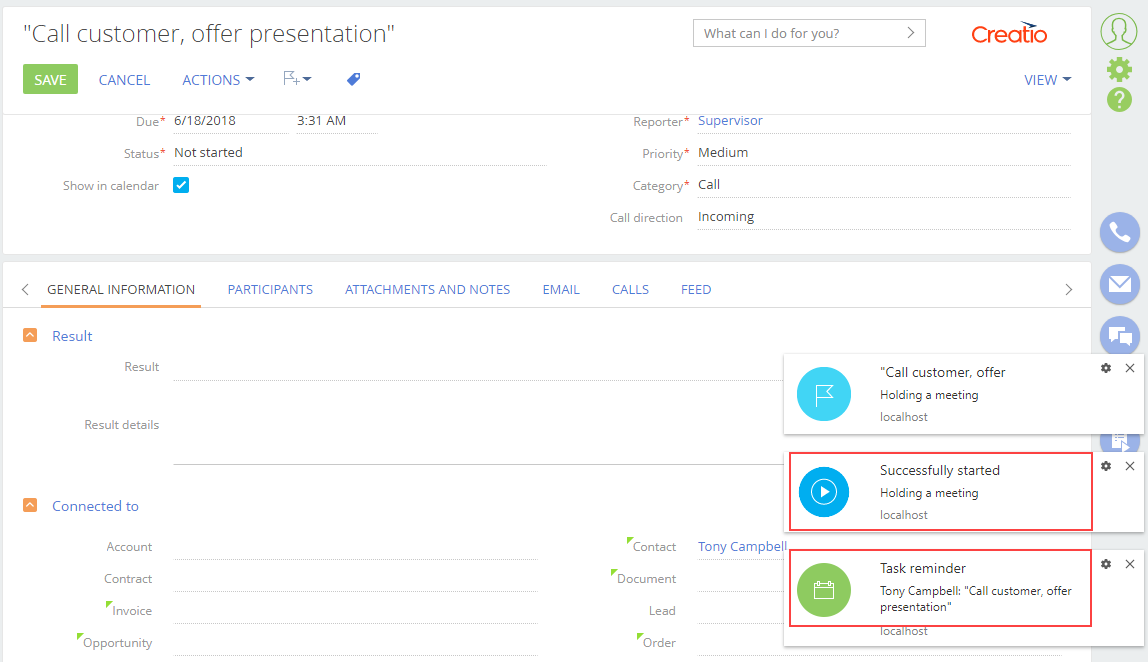 "Call customer, offer presentation"
What can I do for you?
Creatio
SAVE CANCEL ACTIONS VIEW
Due* 6/18/2018 3:31 AM
Reporter* Supervisor
Status* Not started
Priority* Medium
Show in calendar
Category* Call
Call direction Incoming
GENERAL INFORMATION PARTICIPANTS ATTACHMENTS AND NOTES EMAIL CALLS FEED
Result
Result
Result details
Connected to
Account
Contact Tony Campbell
Contract
Document
Invoice
Lead
Opportunity
Order
"Call customer, offer
Holding a meeting
localhost
Successfully started
Holding a meeting
localhost
Task reminder
Tony Campbell: "Call customer, offer
presentation"
localhost